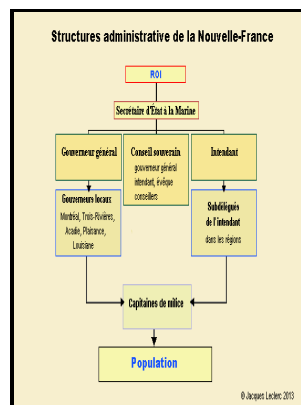 Structures administrative de la Nouvelle-France
ROI
Secrétaire d'État à la Marine
Gouverneur général
Conseil souverain
gouverneur général
intendant, évêque
conseillers
Intendant
Gouverneurs locaux
Montréal, Trois-Rivières,
Acadie, Plaisance,
Louisiane
Subdélégués
de l'intendant
dans les régions
Capitaines de milice
Population
© Jacques Leclerc 2013